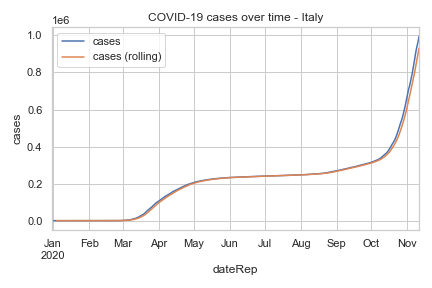 COVID-19 cases over time - Italy
1e6
cases
cases (rolling)
1.0
0.8
0.6
0.4
0.2
0.0
cases
Jan Feb Mar Apr May Jun Jul Aug Sep Oct Nov
2020
dateRep